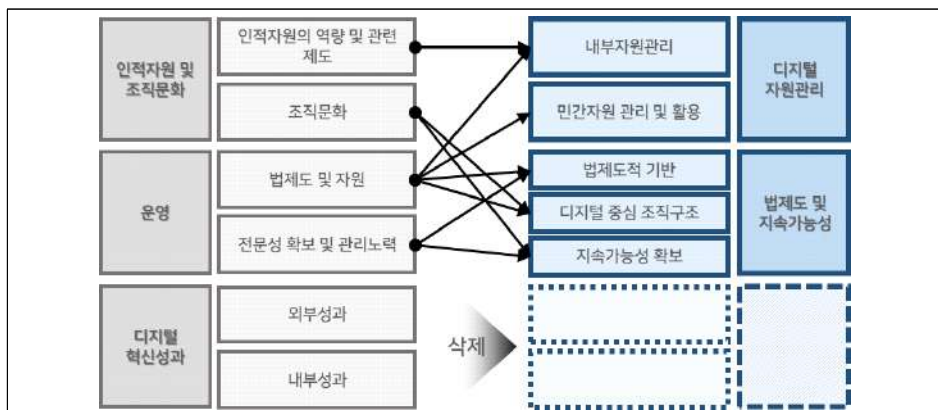 인적자원 및
조직문화
인적자원의 역량 및 관련
제도
조직문화
운영
법제도 및 자원
전문성 확보 및 관리노력
디지털
혁신성과
외부성과
내부성과
삭제
내부자원관리
민간자원 관리 및 활용
디지털
자원관리
법제도적 기반
디지털 중심 조직구조
지속가능성 확보
법제도 및
지속가능성